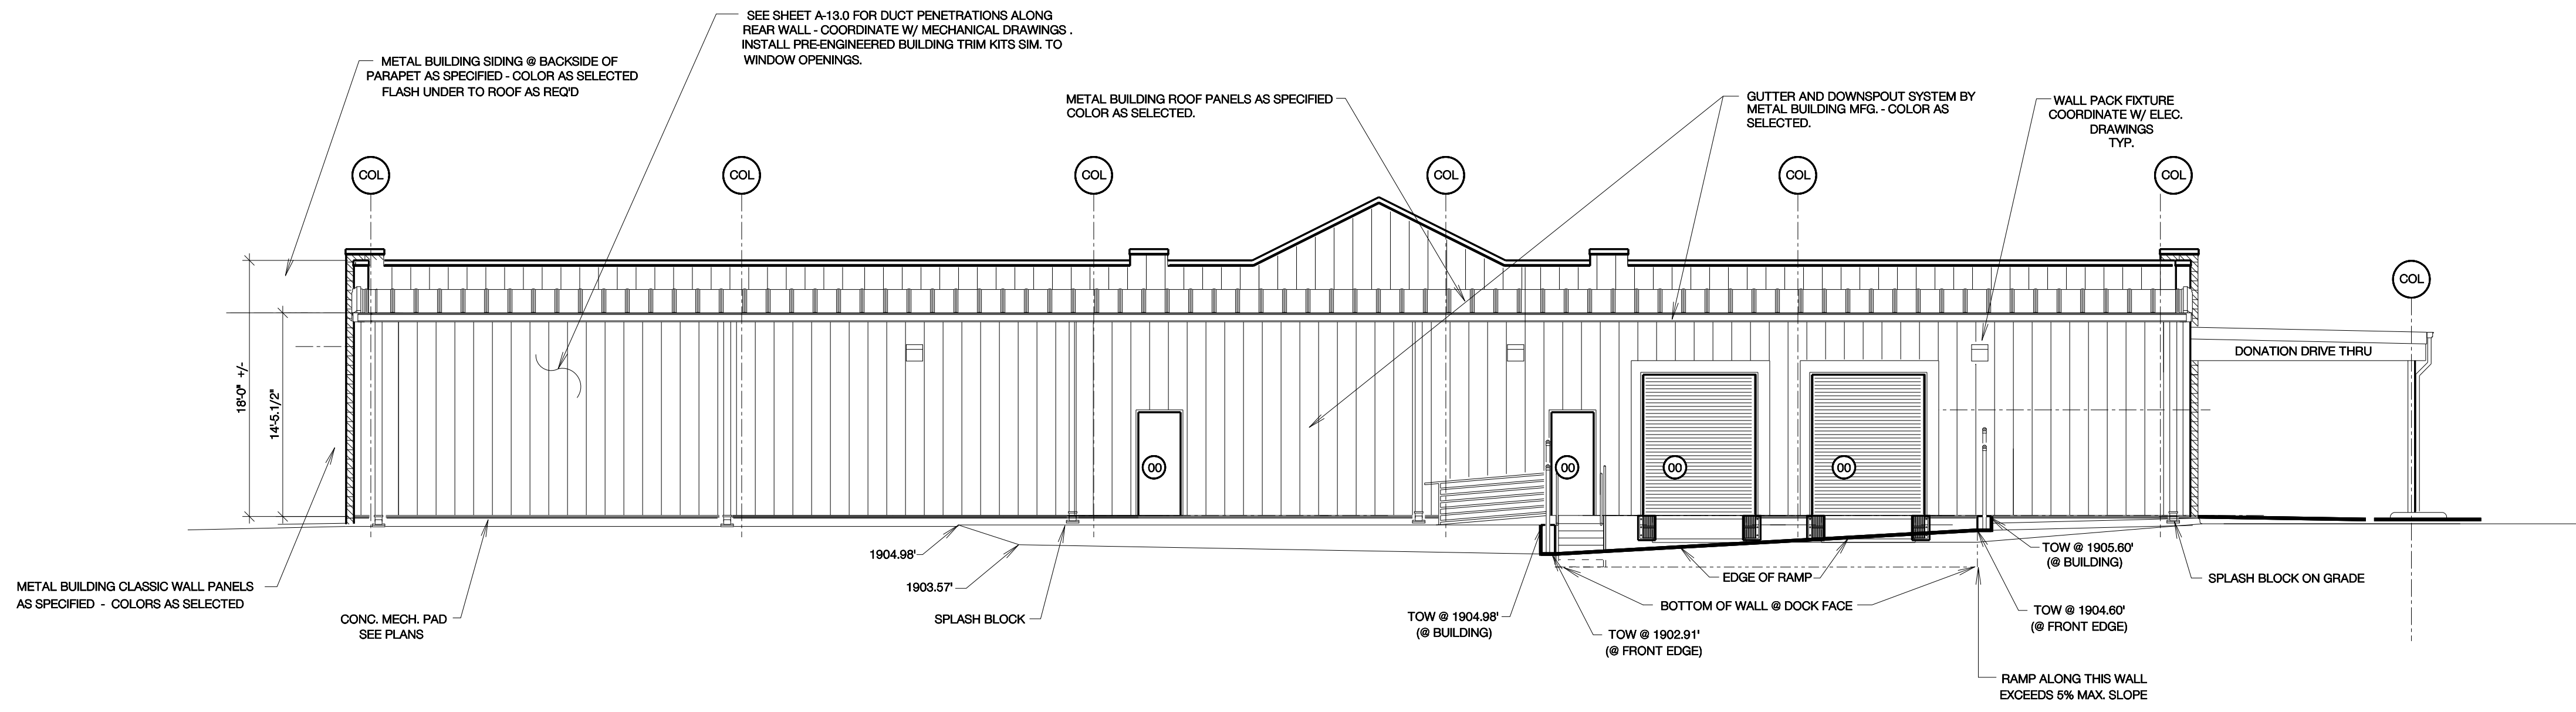 SEE SHEET A-13.0 FOR DUCT PENETRATIONS ALONG
REAR WALL - COORDINATE W/ MECHANICAL DRAWINGS .
INSTALL PRE-ENGINEERED BUILDING TRIM KITS SIM. TO
WINDOW OPENINGS.
METAL BUILDING SIDING @ BACKSIDE OF
PARAPET AS SPECIFIED - COLOR AS SELECTED
FLASH UNDER TO ROOF AS REQ'D
METAL BUILDING ROOF PANELS AS SPECIFIED
COLOR AS SELECTED.
GUTTER AND DOWNSPOUT SYSTEM BY
METAL BUILDING MFG. - COLOR AS
SELECTED.
WALL PACK FIXTURE
COORDINATE W/ ELEC.
DRAWINGS
TYP.
COL
COL
COL
COL
COL
COL
COL
18'-0" +/-
14'-5.1/2"
DONATION DRIVE THRU
00
00
00
00
1904.98'
1903.57'
METAL BUILDING CLASSIC WALL PANELS
AS SPECIFIED - COLORS AS SELECTED
CONC. MECH. PAD
SEE PLANS
SPLASH BLOCK
TOW @ 1904.98'
(@ BUILDING)
TOW @ 1902.91'
(@ FRONT EDGE)
EDGE OF RAMP
BOTTOM OF WALL @ DOCK FACE
TOW @ 1905.60'
(@ BUILDING)
TOW @ 1904.60'
(@ FRONT EDGE)
SPLASH BLOCK ON GRADE
RAMP ALONG THIS WALL
EXCEEDS 5% MAX. SLOPE